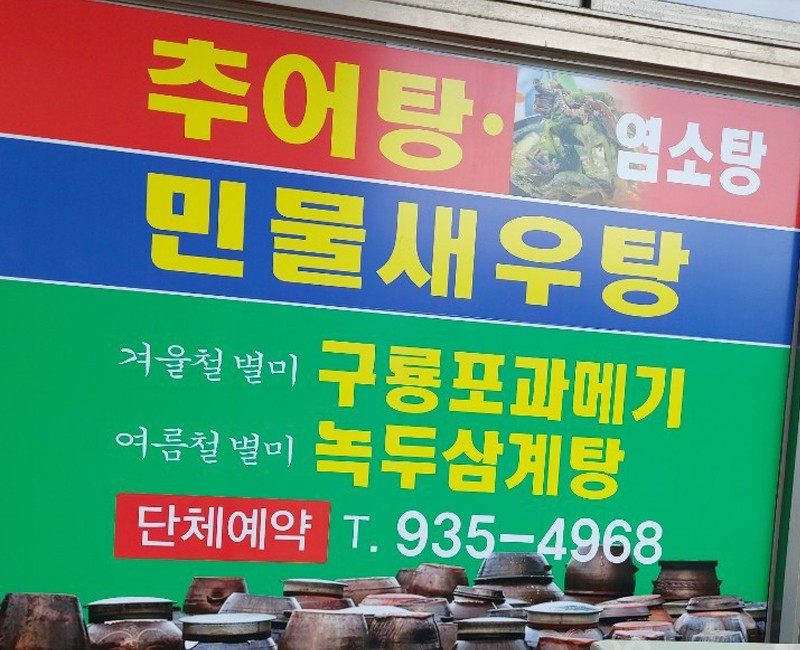 추어탕· 염소탕
민물새우탕
겨울철 별미 구룡포과메기
여름철 별미 녹두삼계탕
단체예약 T. 935-4968